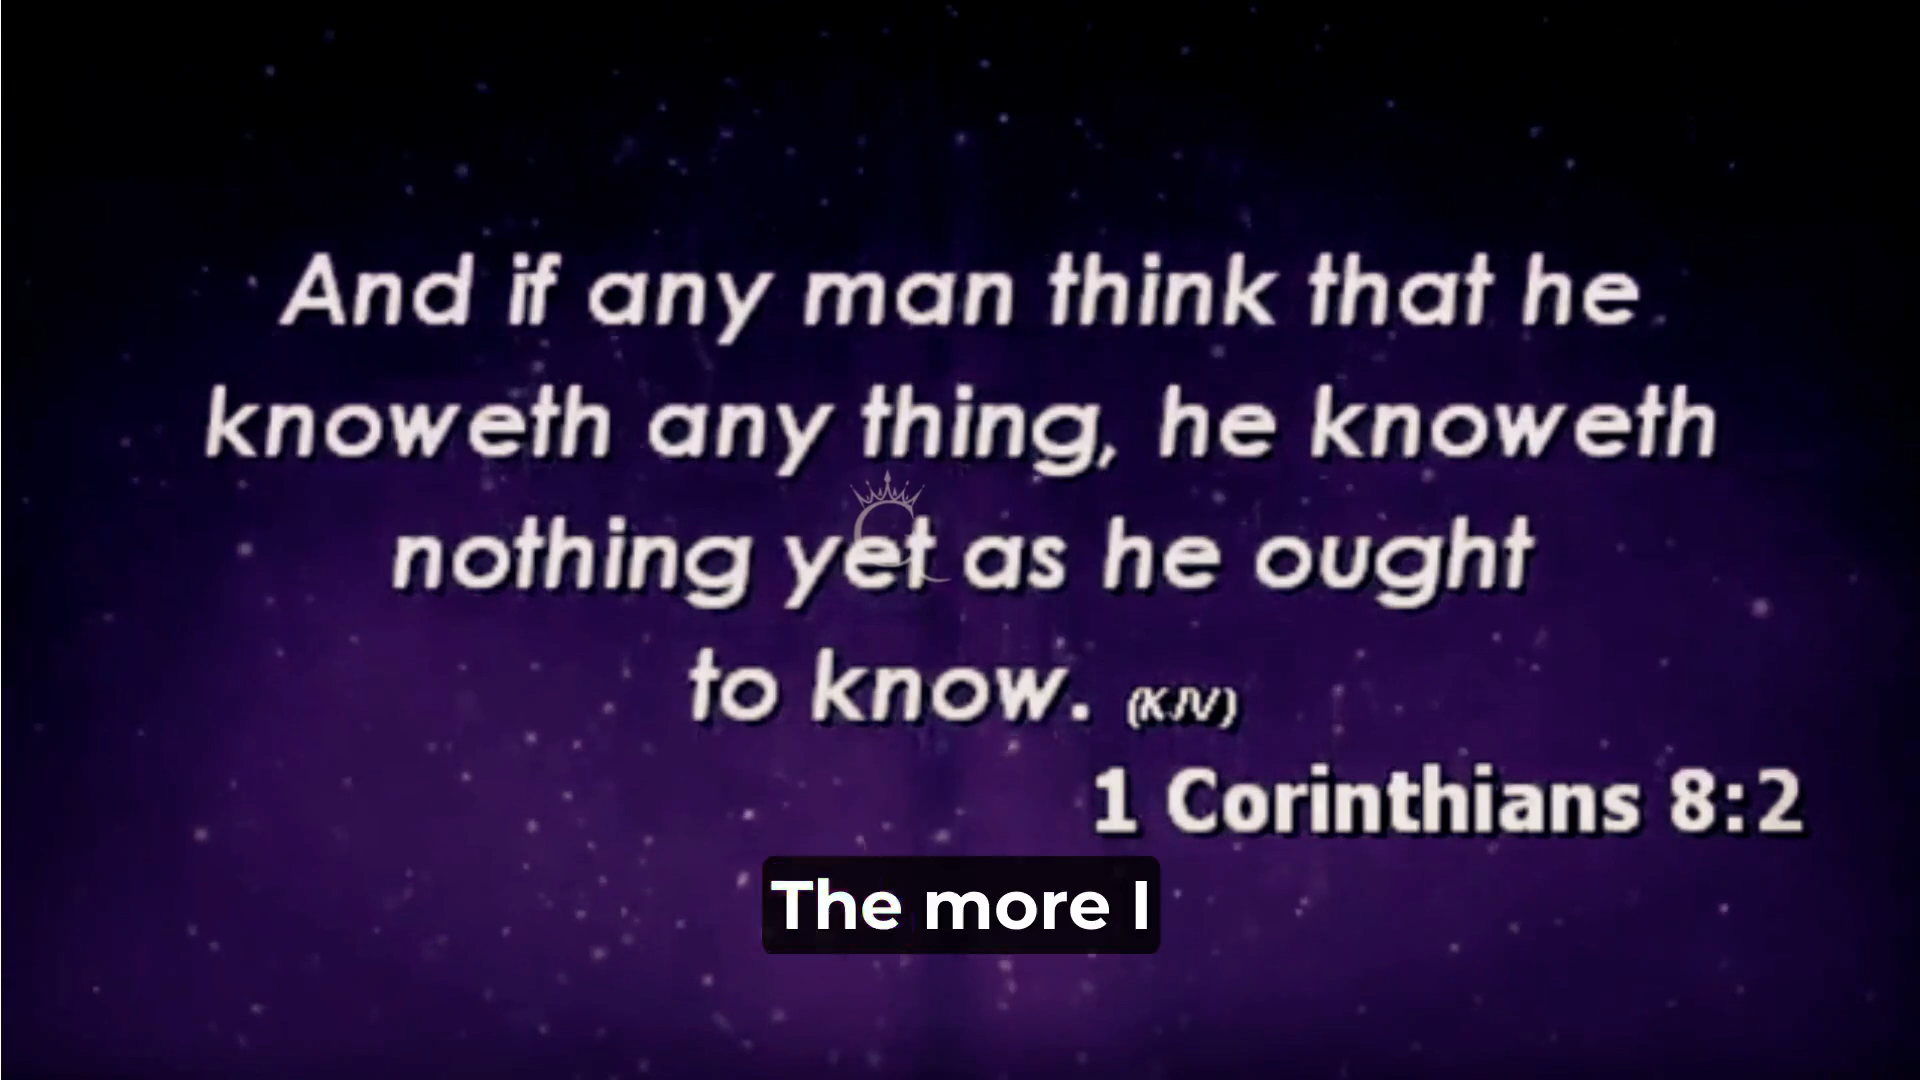 And if any man think that he
knoweth any thing, he knoweth
nothing yet as he ought
to know. (KJV)
1 Corinthians 8:2
The more I